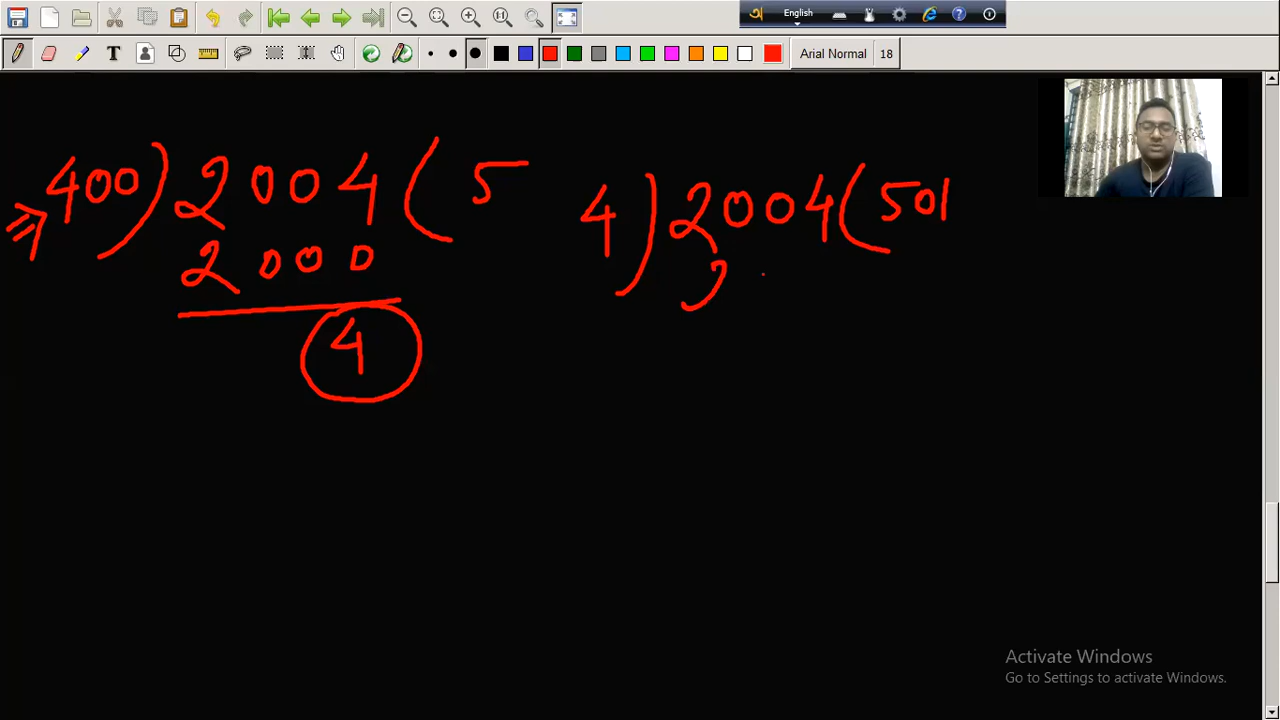 অ English
Arial Normal 18
⇒ 400 ) 2004 ( 5
2000
4
4 ) 2004 ( 501
Activate Windows
Go to Settings to activate Windows.